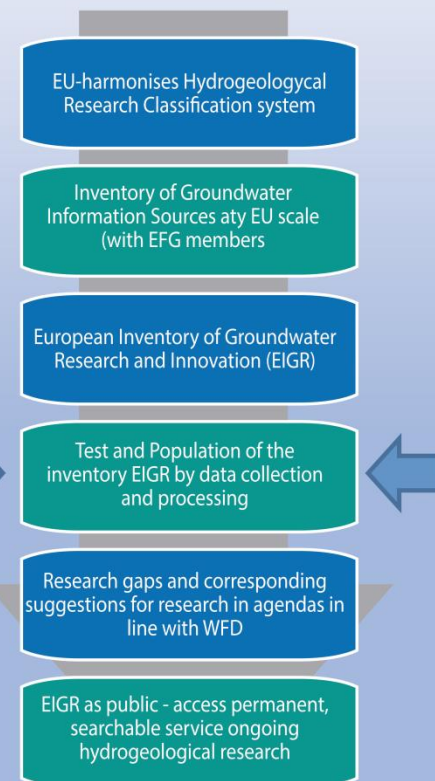 EU-harmonises Hydrogeologycal
Research Classification system
Inventory of Groundwater
Information Sources aty EU scale
(with EFG members
European Inventory of Groundwater
Research and Innovation (EIGR)
Test and Population of the
inventory EIGR by data collection
and processing
Research gaps and corresponding
suggestions for research in agendas in
line with WFD
EIGR as public - access permanent,
searchable service ongoing
hydrogeological research